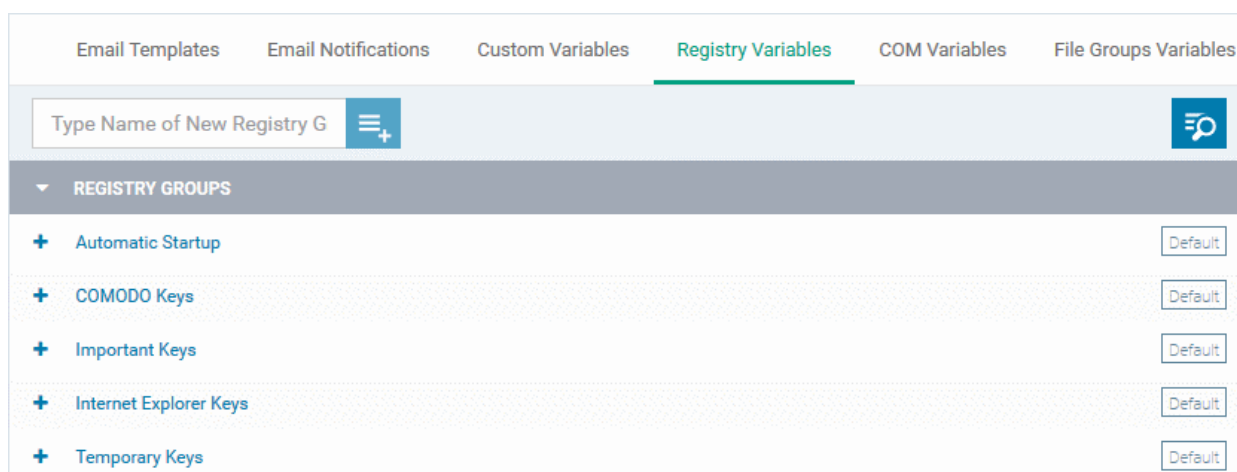 Email Templates Email Notifications Custom Variables Registry Variables COM Variables File Groups Variables
Type Name of New Registry G
REGISTRY GROUPS
Automatic Startup Default
COMODO Keys Default
Important Keys Default
Internet Explorer Keys Default
Temporary Keys Default